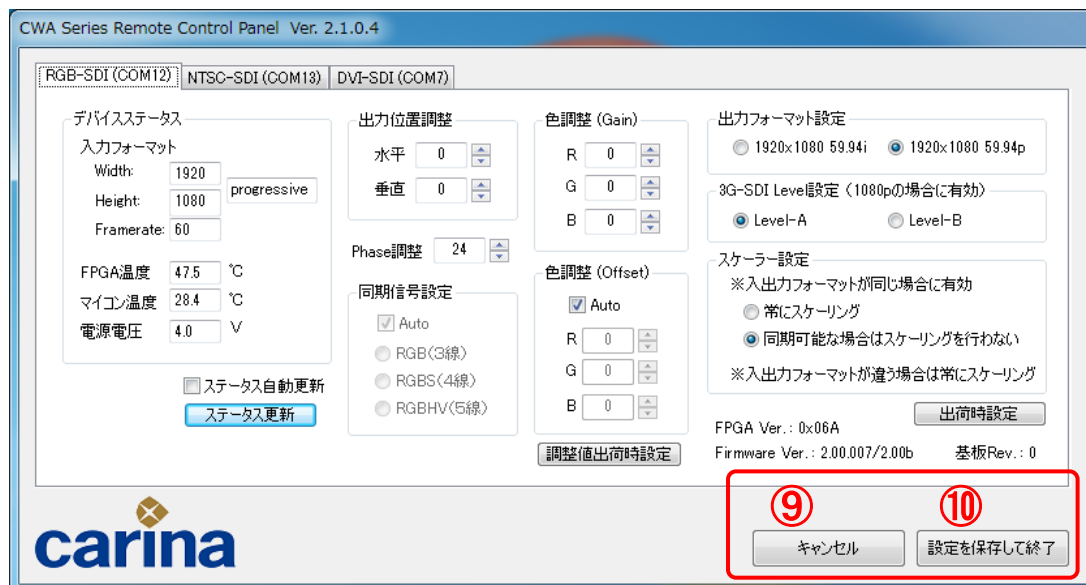 CWA Series Remote Control Panel Ver. 2.1.0.4
RGB-SDI (COM12) NTSC-SDI (COM13) DVI-SDI (COM7)
デバイスステータス
入力フォーマット
Width: 1920
progressive
Height: 1080
Framerate: 60
FPGA温度 47.5 ℃
マイコン温度 28.4 ℃
電源電圧 4.0 V
ステータス自動更新
ステータス更新
出力位置調整
水平 0
垂直 0
Phase調整 24
同期信号設定
Auto
RGB(3線)
RGBS(4線)
RGBHV(5線)
色調整 (Gain)
R 0
G 0
B 0
色調整 (Offset)
Auto
R 0
G 0
B 0
調整値出荷時設定
出力フォーマット設定
1920x1080 59.94i 1920x1080 59.94p
3G-SDI Level設定 (1080pの場合に有効)
Level-A Level-B
スケーラー設定
※入出力フォーマットが同じ場合に有効
常にスケーリング
同期可能な場合はスケーリングを行わない
※入出力フォーマットが違う場合は常にスケーリング
出荷時設定
FPGA Ver.: 0x06A
Firmware Ver.: 2.00.007/2.00b 基板Rev.: 0
carina
⑨ ⑩
キャンセル 設定を保存して終了